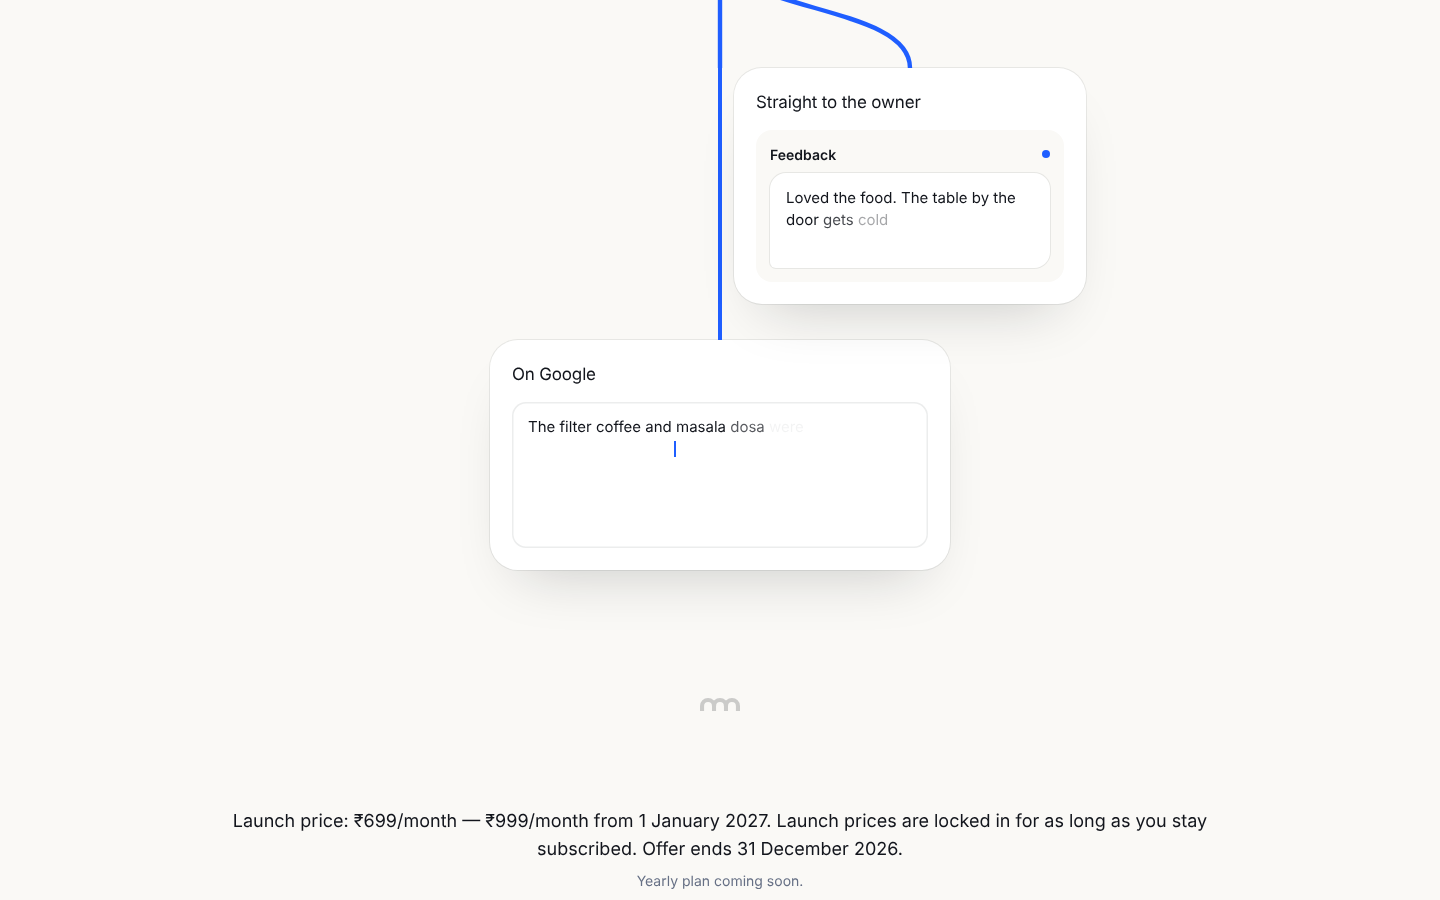 Straight to the owner
Feedback
Loved the food. The table by the
door gets cold
On Google
The filter coffee and masala dosa were
Launch price: ₹699/month — ₹999/month from 1 January 2027. Launch prices are locked in for as long as you stay
subscribed. Offer ends 31 December 2026.
Yearly plan coming soon.